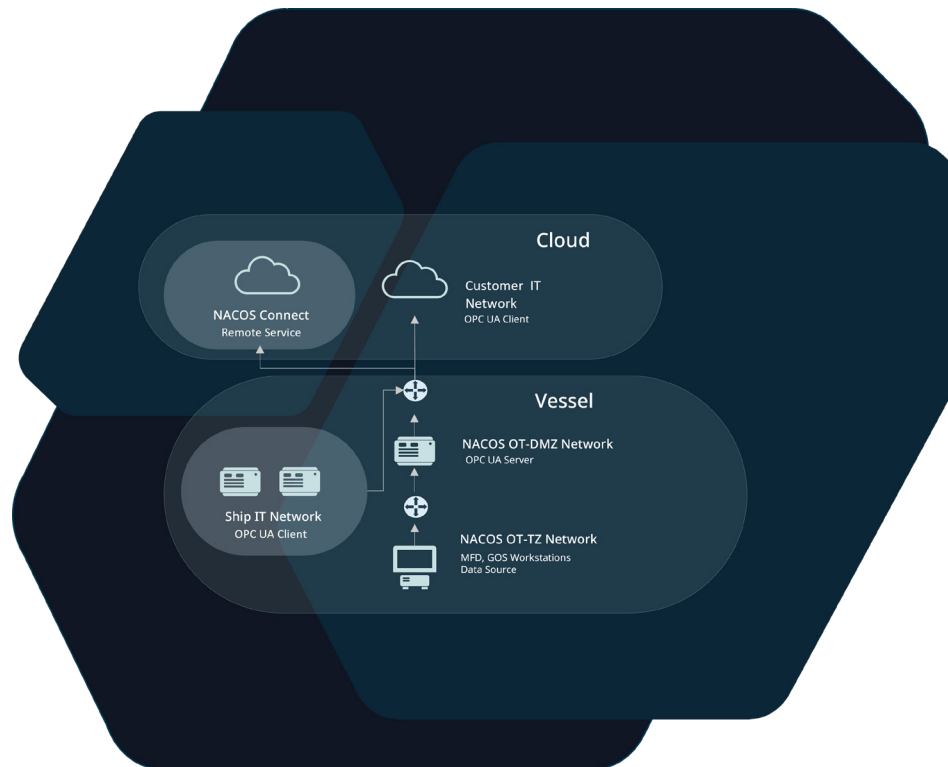 Cloud
NACOS Connect
Remote Service
Customer IT
Network
OPC UA Client
Vessel
NACOS OT-DMZ Network
OPC UA Server
Ship IT Network
OPC UA Client
NACOS OT-TZ Network
MFD, GOS Workstations
Data Source